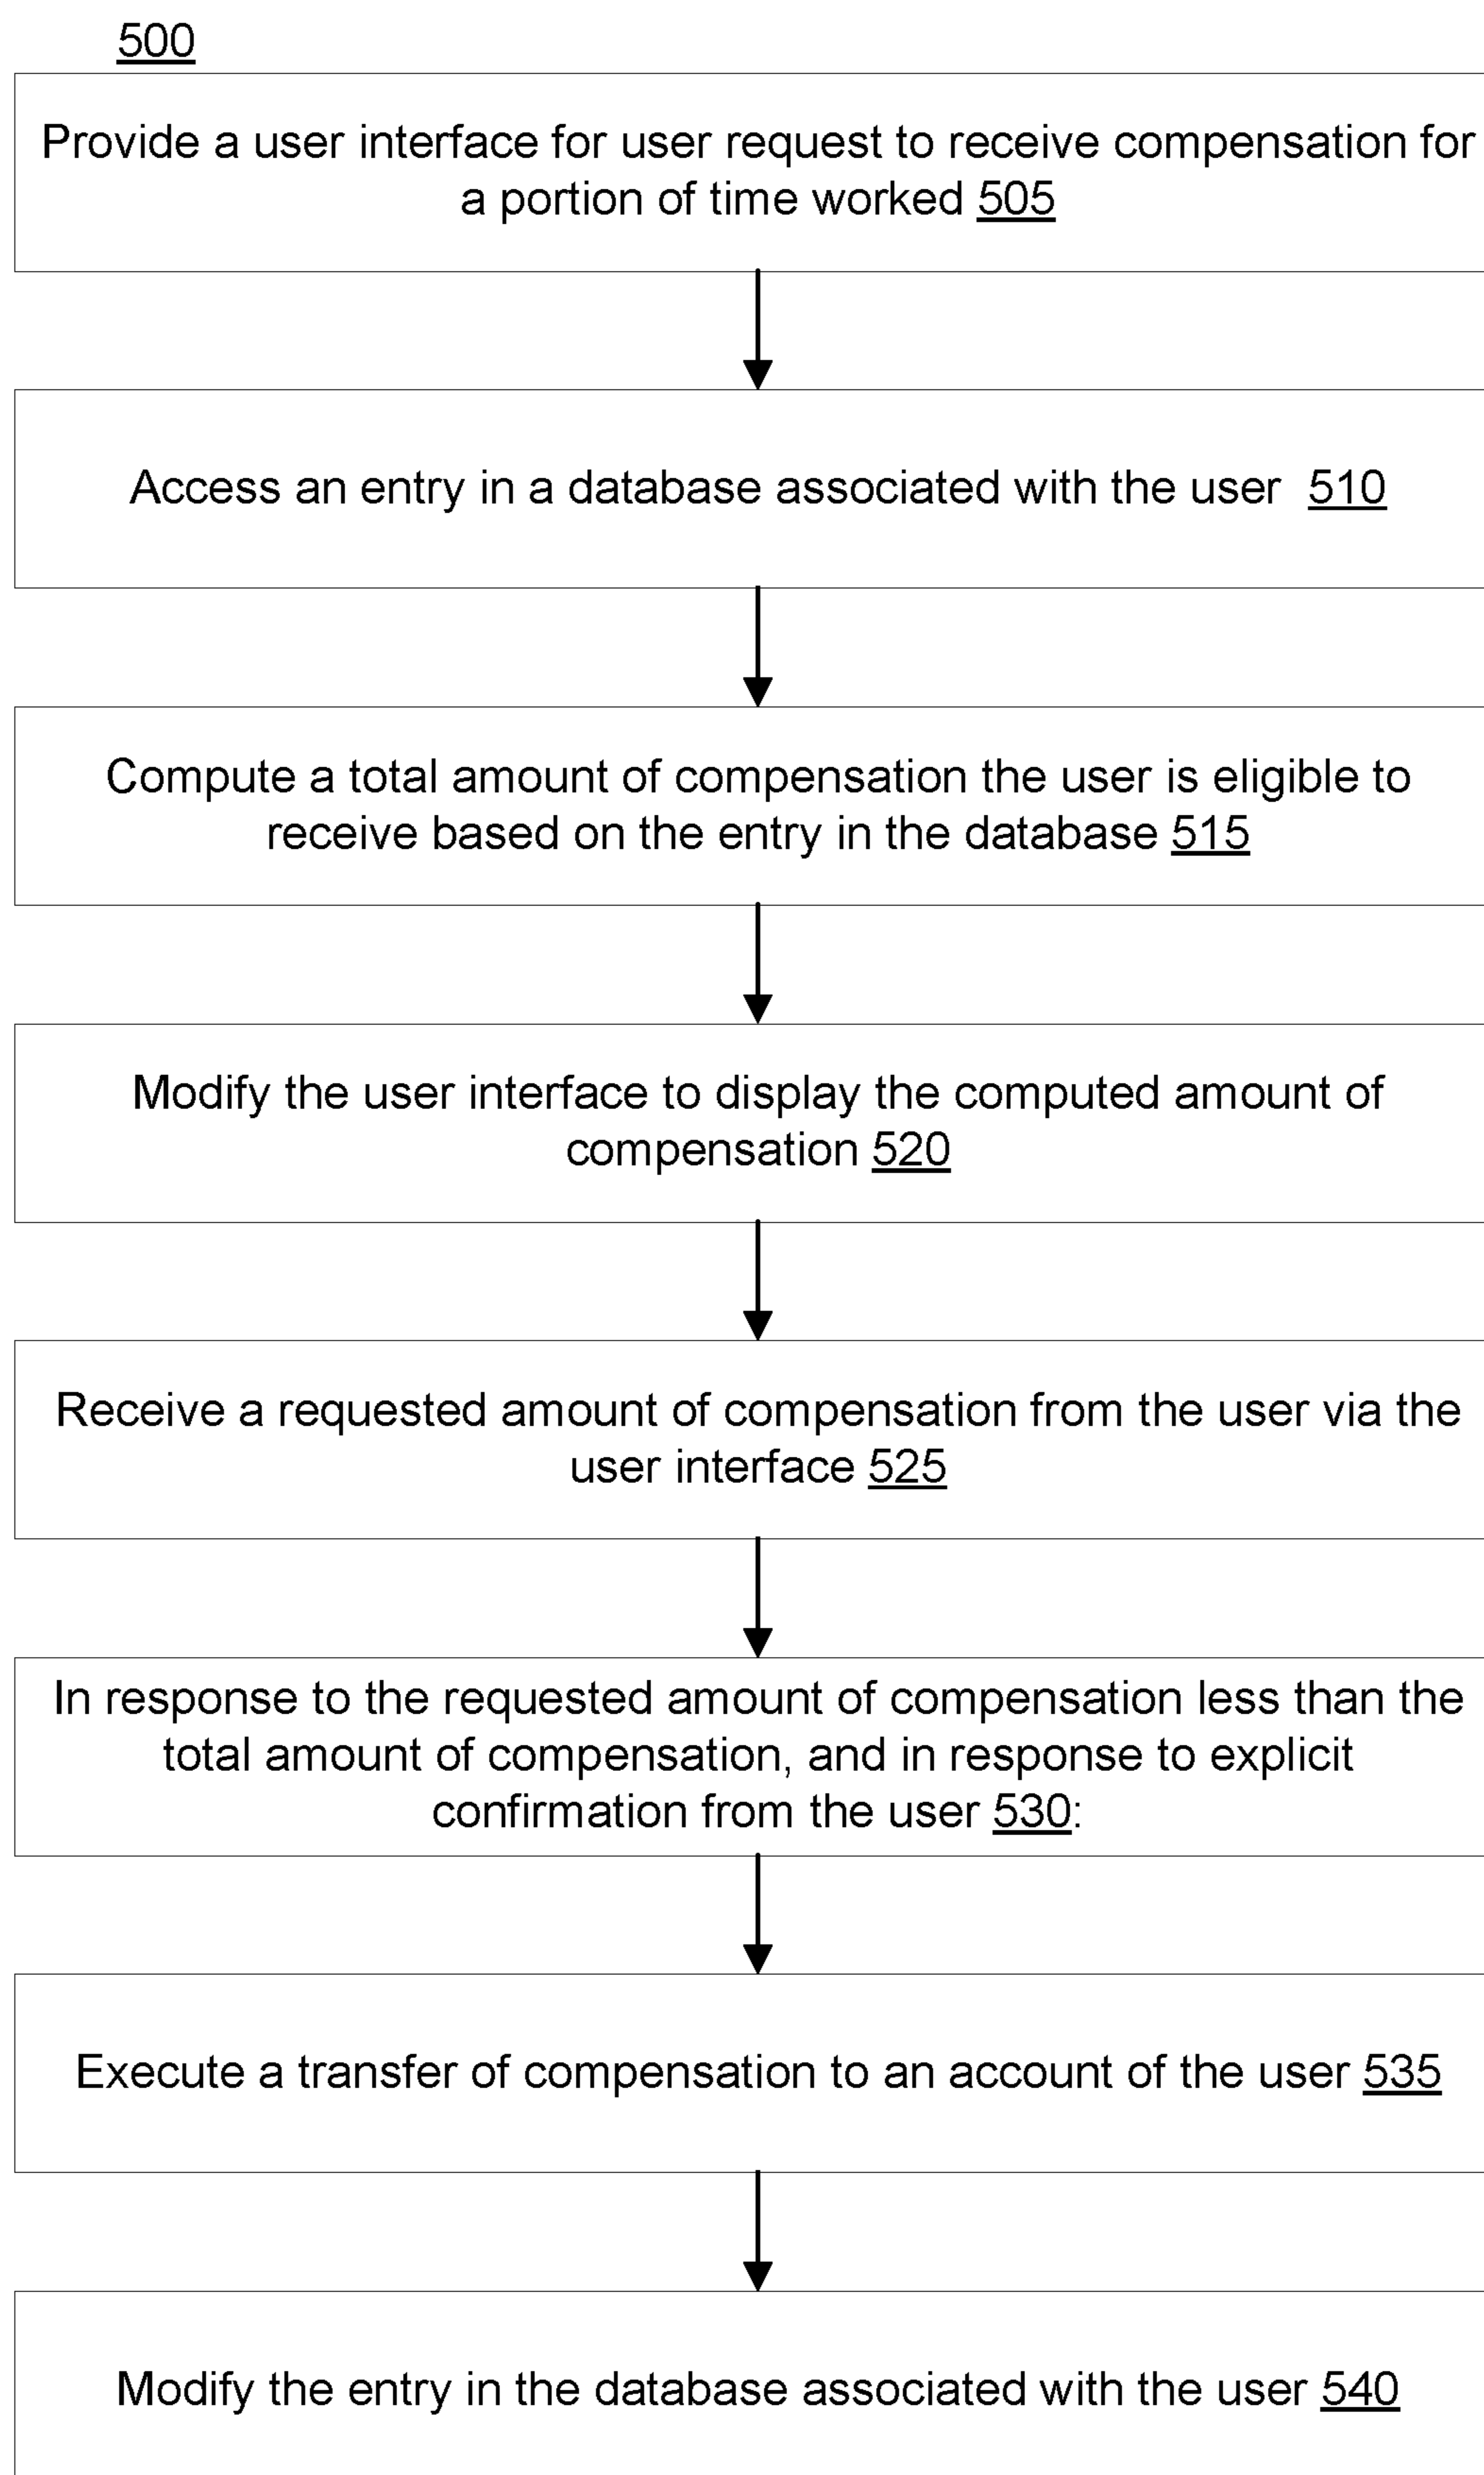 500
Provide a user interface for user request to receive compensation for
a portion of time worked 505
Access an entry in a database associated with the user 510
Compute a total amount of compensation the user is eligible to
receive based on the entry in the database 515
Modify the user interface to display the computed amount of
compensation 520
Receive a requested amount of compensation from the user via the
user interface 525
In response to the requested amount of compensation less than the
total amount of compensation, and in response to explicit
confirmation from the user 530:
Execute a transfer of compensation to an account of the user 535
Modify the entry in the database associated with the user 540